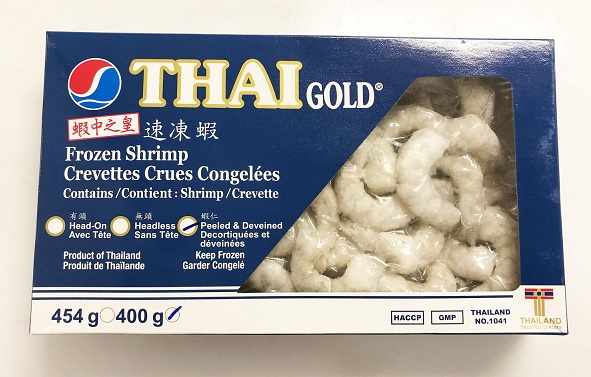 THAI GOLD®
蝦中之皇 速凍蝦
Frozen Shrimp
Crevettes Crues Congelées
Contains/Contient: Shrimp/Crevette
有頭
Head-On
Avec Tête
無頭
Headless
Sans Tête
蝦仁
Peeled & Deveined
Decortiquées et
déveinées
Product of Thailand
Produit de Thaïlande
Keep Frozen
Garder Congelé
454 g 400 g
HACCP
GMP
THAILAND
NO.1041
THAILAND